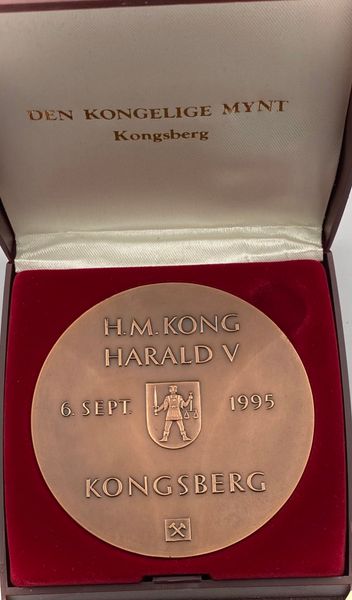 DEN KONGELIGE MYNT
Kongsberg
H.M. KONG
HARALD V
6. SEPT. 1995
KONGSBERG